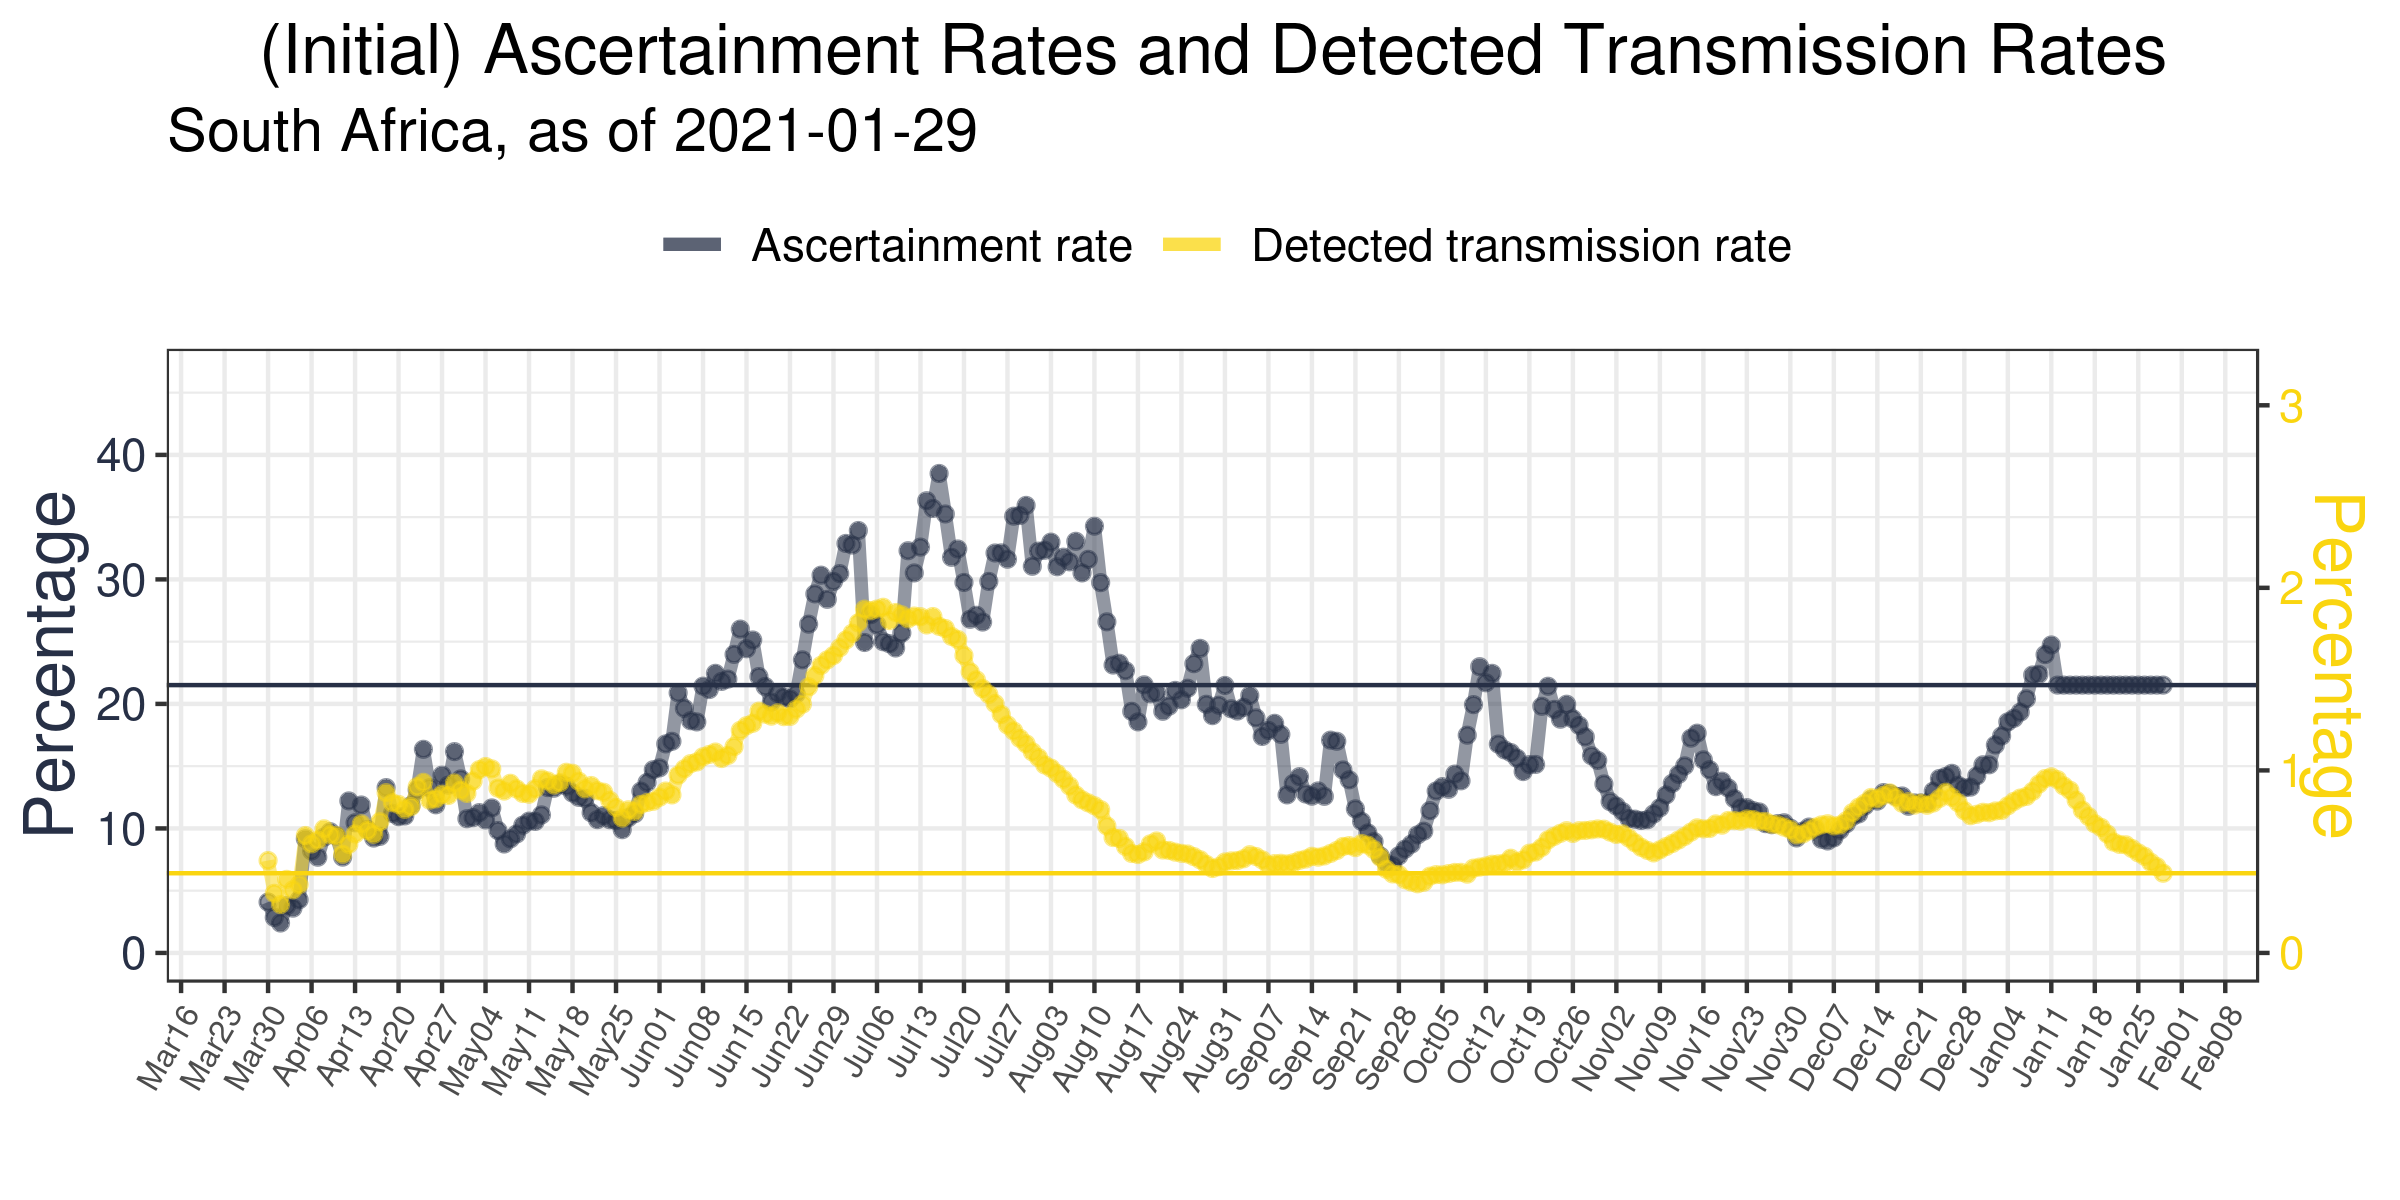 (Initial) Ascertainment Rates and Detected Transmission Rates
South Africa, as of 2021-01-29
Ascertainment rate
Detected transmission rate
Percentage
40
30
20
10
0
3
2
1
0
Percentage
Mar16
Mar23
Mar30
Apr06
Apr13
Apr20
Apr27
May04
May11
May18
May25
Jun01
Jun08
Jun15
Jun22
Jun29
Jul06
Jul13
Jul20
Jul27
Aug03
Aug10
Aug17
Aug24
Aug31
Sep07
Sep14
Sep21
Sep28
Oct05
Oct12
Oct19
Oct26
Nov02
Nov09
Nov16
Nov23
Nov30
Dec07
Dec14
Dec21
Dec28
Jan04
Jan11
Jan18
Jan25
Feb01
Feb08